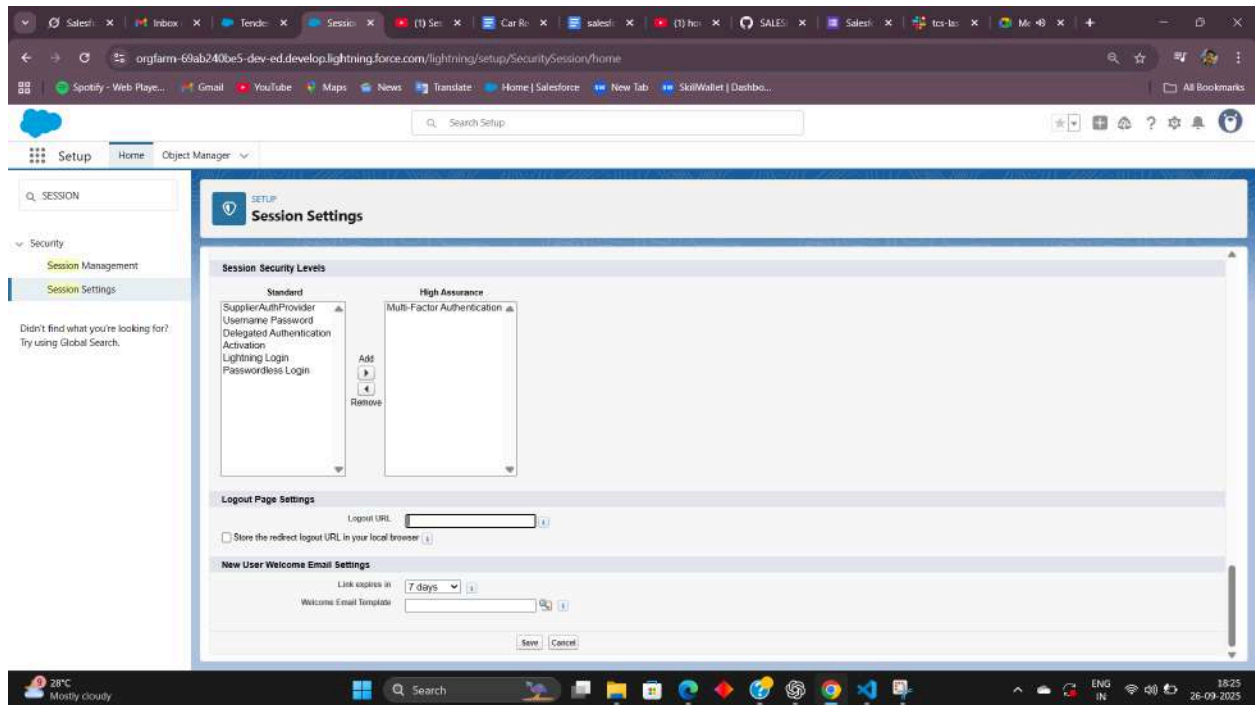 Salesf
Inbox
Tende
Sessio
(1) Se
Car Re
salesf
(1) ho
SALES
Salesf
tcs-la
Me
orgfarm-69ab240be5-dev-ed.develop.lightning.force.com/lightning/setup/SecuritySession/home
Spotify - Web Playe...
Gmail
YouTube
Maps
News
Translate
Home | Salesforce
New Tab
SkillWallet | Dashbo...
All Bookmarks
Search Setup
Setup
Home
Object Manager
SESSION
Security
Session Management
Session Settings
Didn't find what you're looking for?
Try using Global Search.
SETUP
Session Settings
Session Security Levels
Standard
High Assurance
SupplierAuthProvider
Username Password
Delegated Authentication
Activation
Lightning Login
Passwordless Login
Multi-Factor Authentication
Add
Remove
Logout Page Settings
Logout URL
Store the redirect logout URL in your local browser
New User Welcome Email Settings
Link expires in
7 days
Welcome Email Template
Save
Cancel
9
28°C
Mostly cloudy
Search
ENG
IN
18:25
26-09-2025